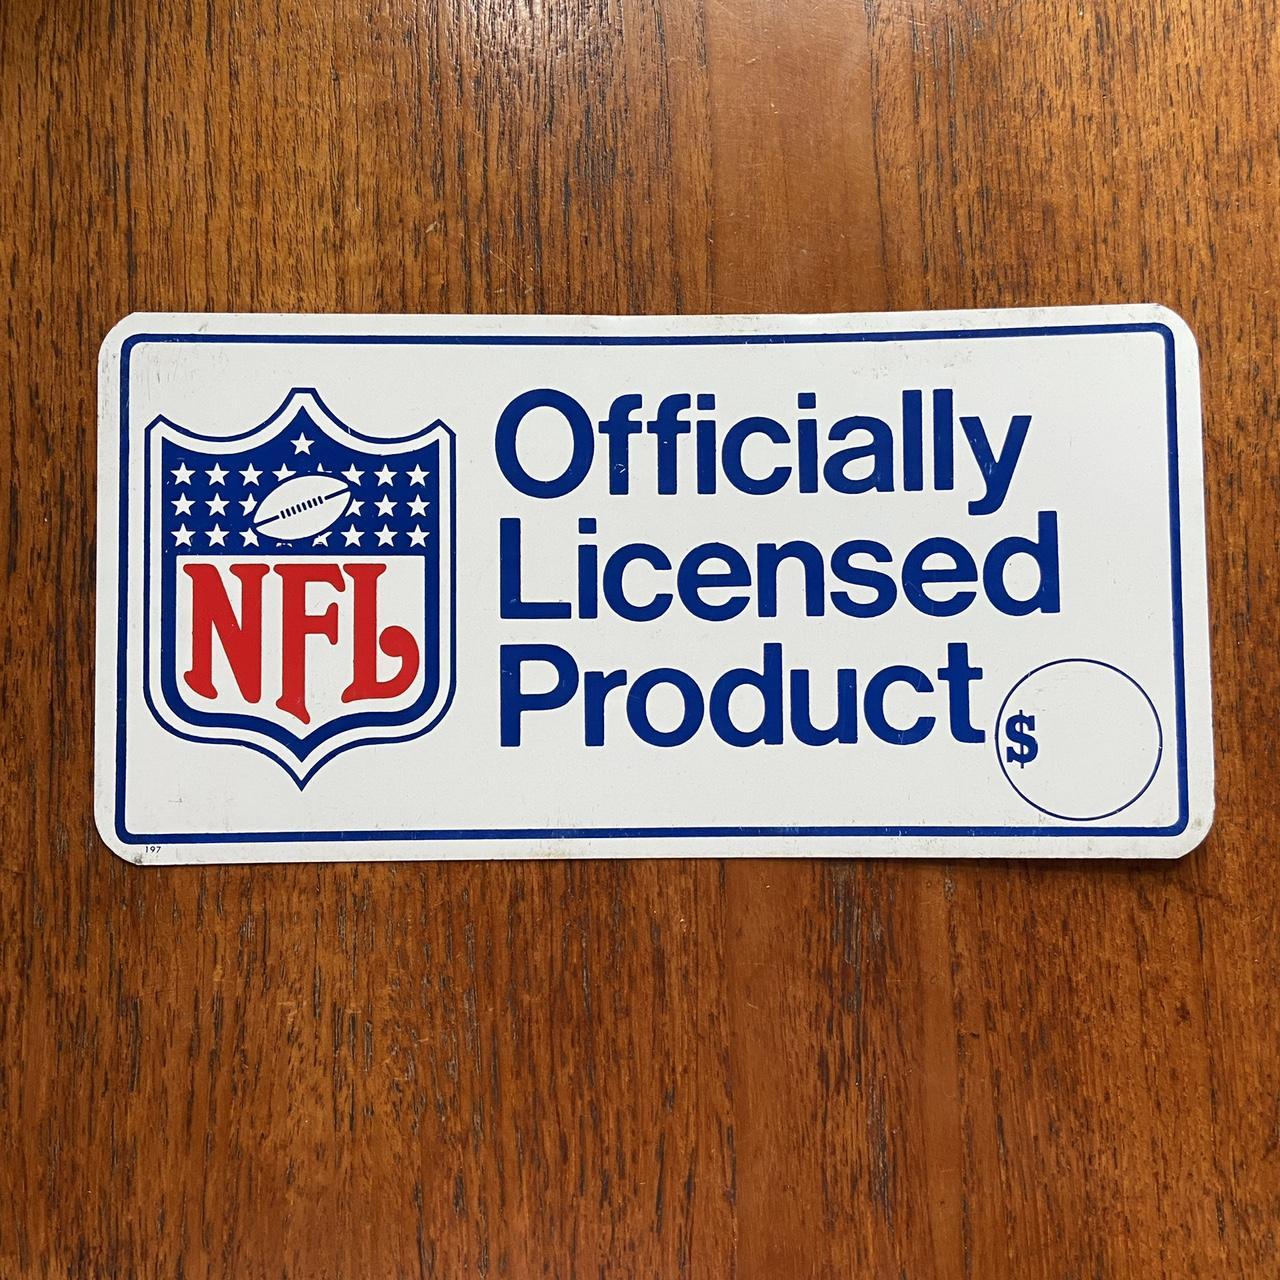 NFL
Officially
Licensed
Product
$
197